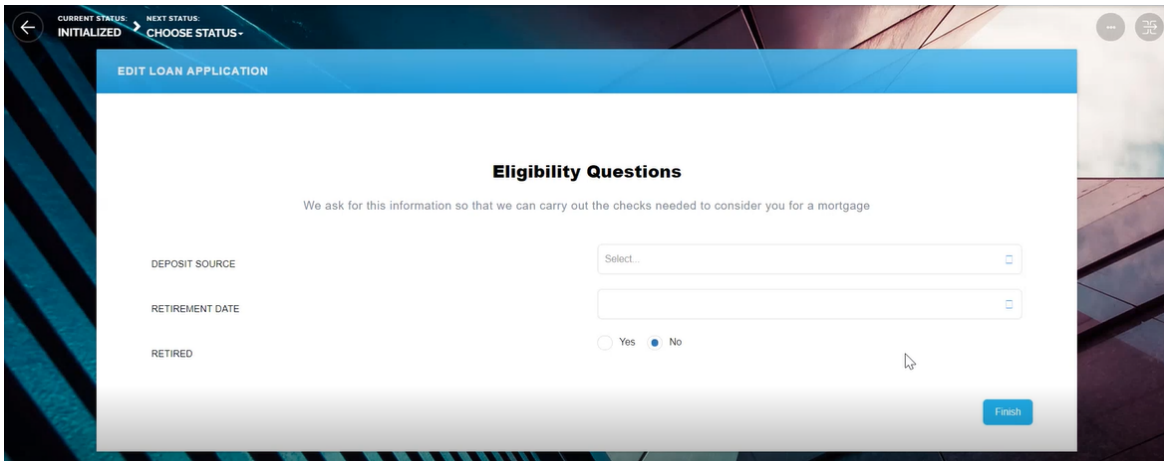 CURRENT STATUS: NEXT STATUS:
INITIALIZED CHOOSE STATUS
EDIT LOAN APPLICATION
Eligibility Questions
We ask for this information so that we can carry out the checks needed to consider you for a mortgage
DEPOSIT SOURCE Select...
RETIREMENT DATE
RETIRED Yes No
Finish